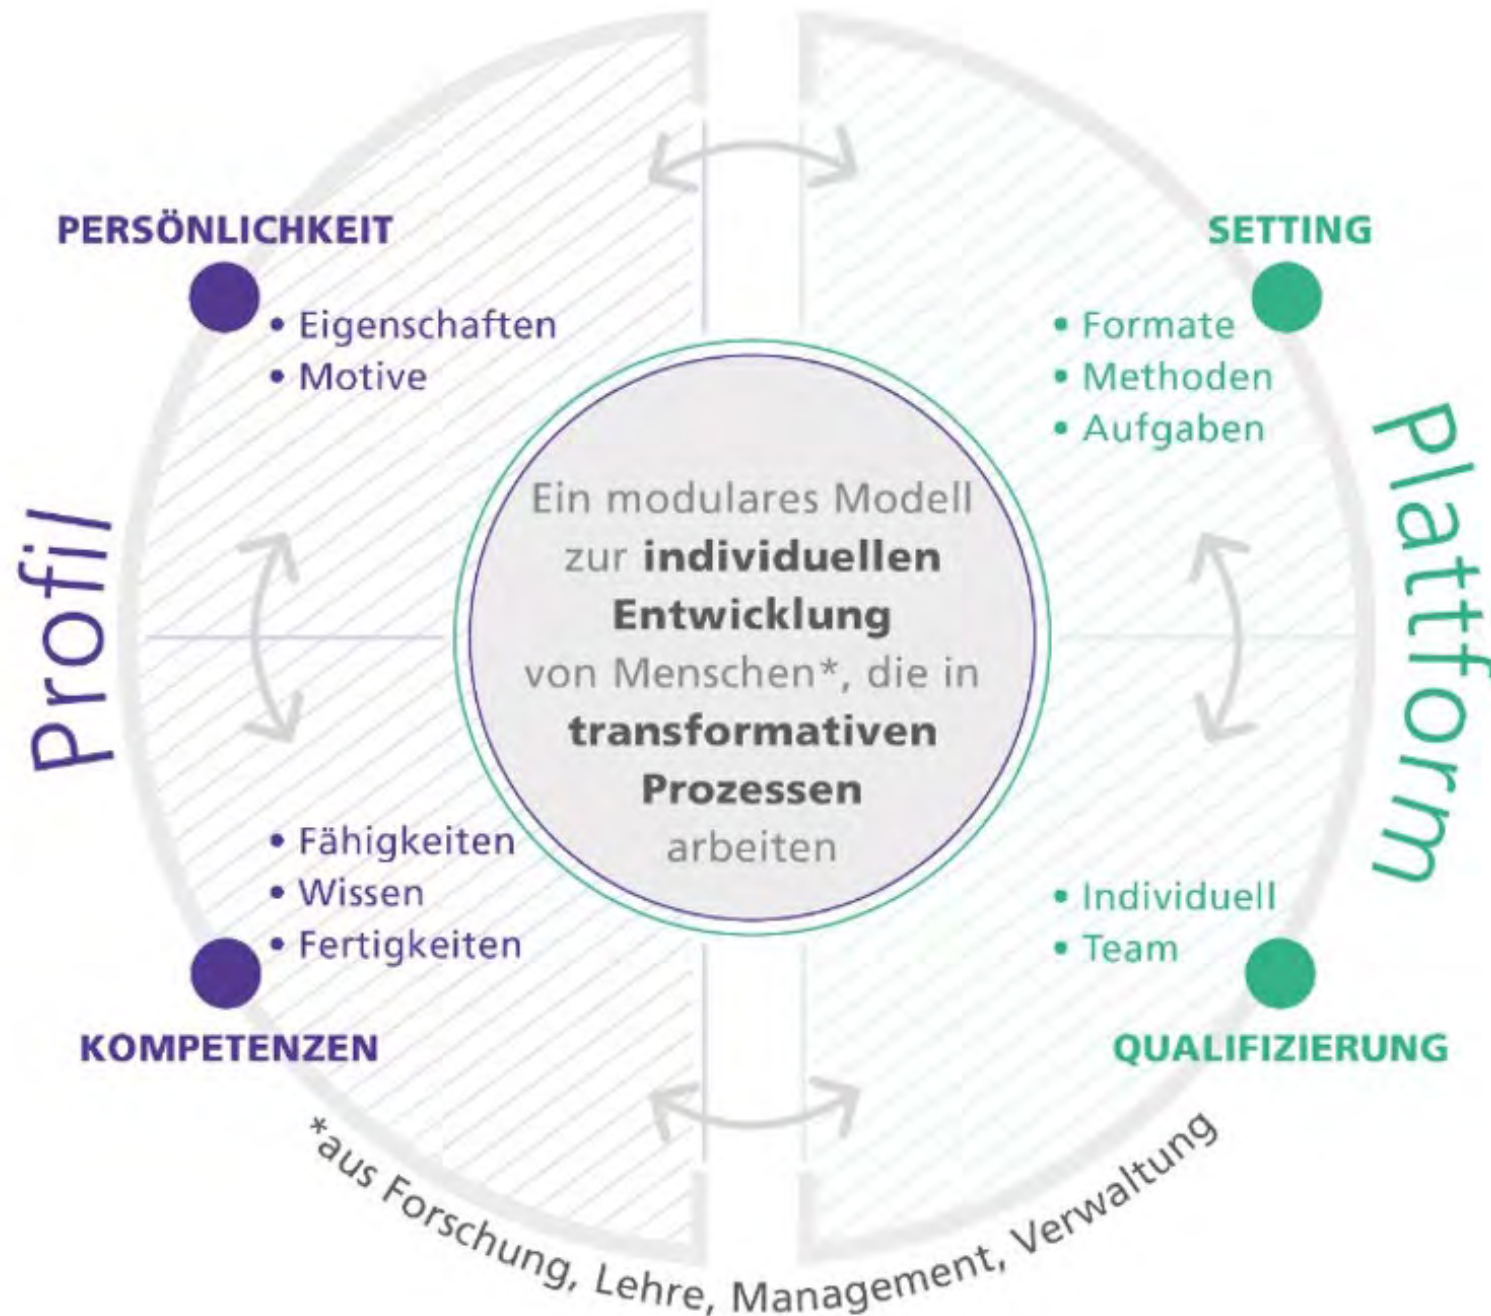 PERSÖNLICHKEIT
• Eigenschaften
• Motive
Profil
• Fähigkeiten
• Wissen
• Fertigkeiten
KOMPETENZEN
Ein modulares Modell
zur individuellen
Entwicklung
von Menschen*, die in
transformativen
Prozessen
arbeiten
SETTING
• Formate
• Methoden
• Aufgaben
Plattform
• Individuell
• Team
QUALIFIZIERUNG
*aus Forschung, Lehre, Management, Verwaltung